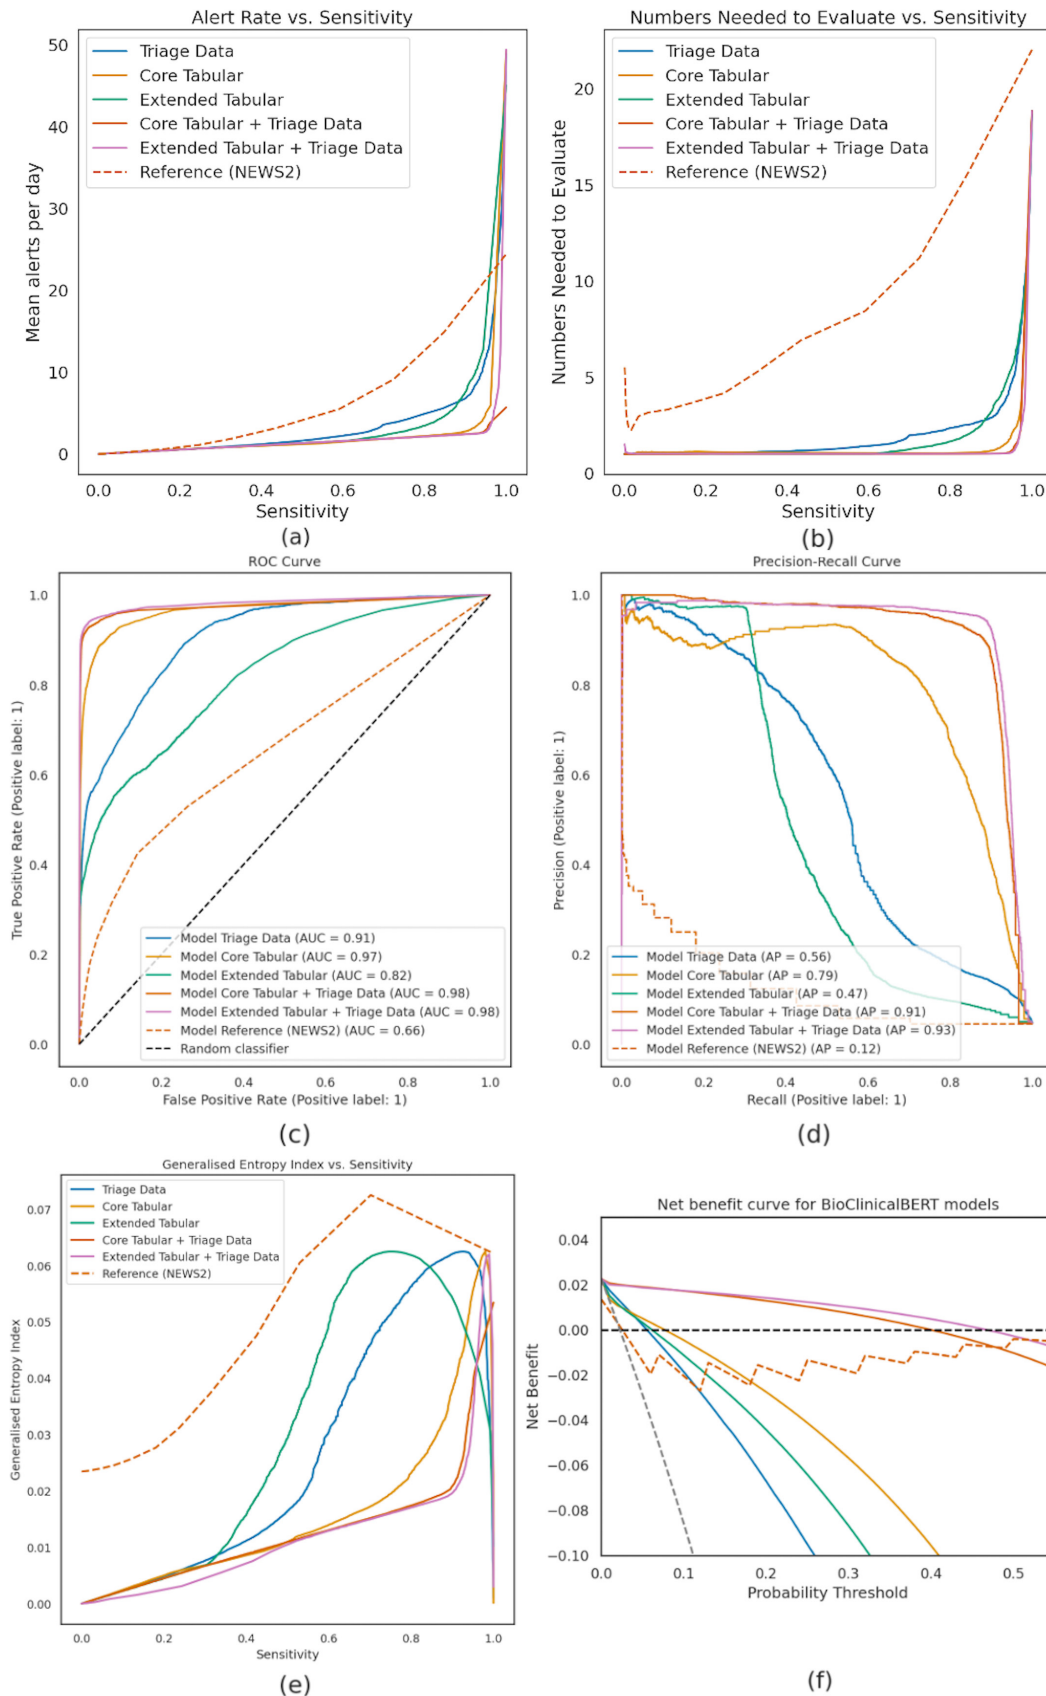 Alert Rate vs. Sensitivity
50
40
30
20
10
0
Mean alerts per day
Triage Data
Core Tabular
Extended Tabular
Core Tabular + Triage Data
Extended Tabular + Triage Data
Reference (NEWS2)
0.0 0.2 0.4 0.6 0.8 1.0
Sensitivity
(a)
Numbers Needed to Evaluate vs. Sensitivity
20
15
10
5
0
Numbers Needed to Evaluate
Triage Data
Core Tabular
Extended Tabular
Core Tabular + Triage Data
Extended Tabular + Triage Data
Reference (NEWS2)
0.0 0.2 0.4 0.6 0.8 1.0
Sensitivity
(b)
ROC Curve
1.0
0.8
0.6
0.4
0.2
0.0
True Positive Rate (Positive label: 1)
Model Triage Data (AUC = 0.91)
Model Core Tabular (AUC = 0.97)
Model Extended Tabular (AUC = 0.82)
Model Core Tabular + Triage Data (AUC = 0.98)
Model Extended Tabular + Triage Data (AUC = 0.98)
Model Reference (NEWS2) (AUC = 0.66)
Random classifier
0.0 0.2 0.4 0.6 0.8 1.0
False Positive Rate (Positive label: 1)
(c)
Precision-Recall Curve
1.0
0.8
0.6
0.4
0.2
0.0
Precision (Positive label: 1)
Model Triage Data (AP = 0.56)
Model Core Tabular (AP = 0.79)
Model Extended Tabular (AP = 0.47)
Model Core Tabular + Triage Data (AP = 0.91)
Model Extended Tabular + Triage Data (AP = 0.93)
Model Reference (NEWS2) (AP = 0.12)
0.0 0.2 0.4 0.6 0.8 1.0
Recall (Positive label: 1)
(d)
Generalised Entropy Index vs. Sensitivity
0.07
0.06
0.05
0.04
0.03
0.02
0.01
0.00
Generalised Entropy Index
Triage Data
Core Tabular
Extended Tabular
Core Tabular + Triage Data
Extended Tabular + Triage Data
Reference (NEWS2)
0.0 0.2 0.4 0.6 0.8 1.0
Sensitivity
(e)
Net benefit curve for BioClinicalBERT models
0.04
0.02
0.00
−0.02
−0.04
−0.06
−0.08
−0.10
Net Benefit
0.0 0.1 0.2 0.3 0.4 0.5
Probability Threshold
(f)